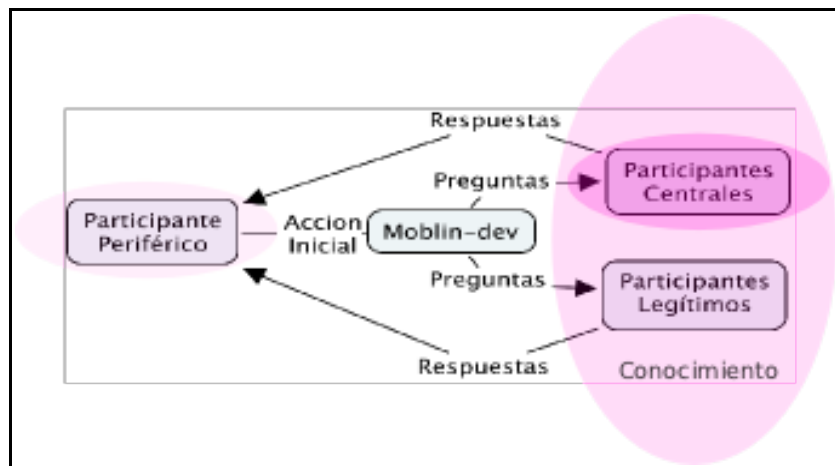 Respuestas
Participantes
Centrales
Preguntas
Participante
Periférico
Accion
Inicial
Moblin-dev
Preguntas
Participantes
Legítimos
Respuestas
Conocimiento